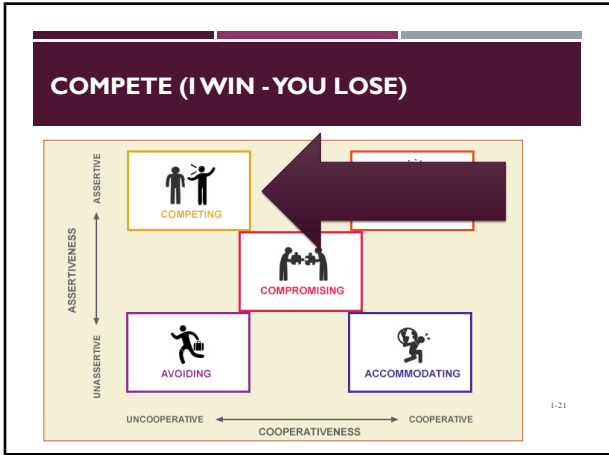 COMPETE (I WIN - YOU LOSE)
ASSERTIVE
COMPETING
COMPROMISING
ASSERTIVENESS
UNASSERTIVE
AVOIDING
ACCOMMODATING
1-21
UNCOOPERATIVE
COOPERATIVE
COOPERATIVENESS